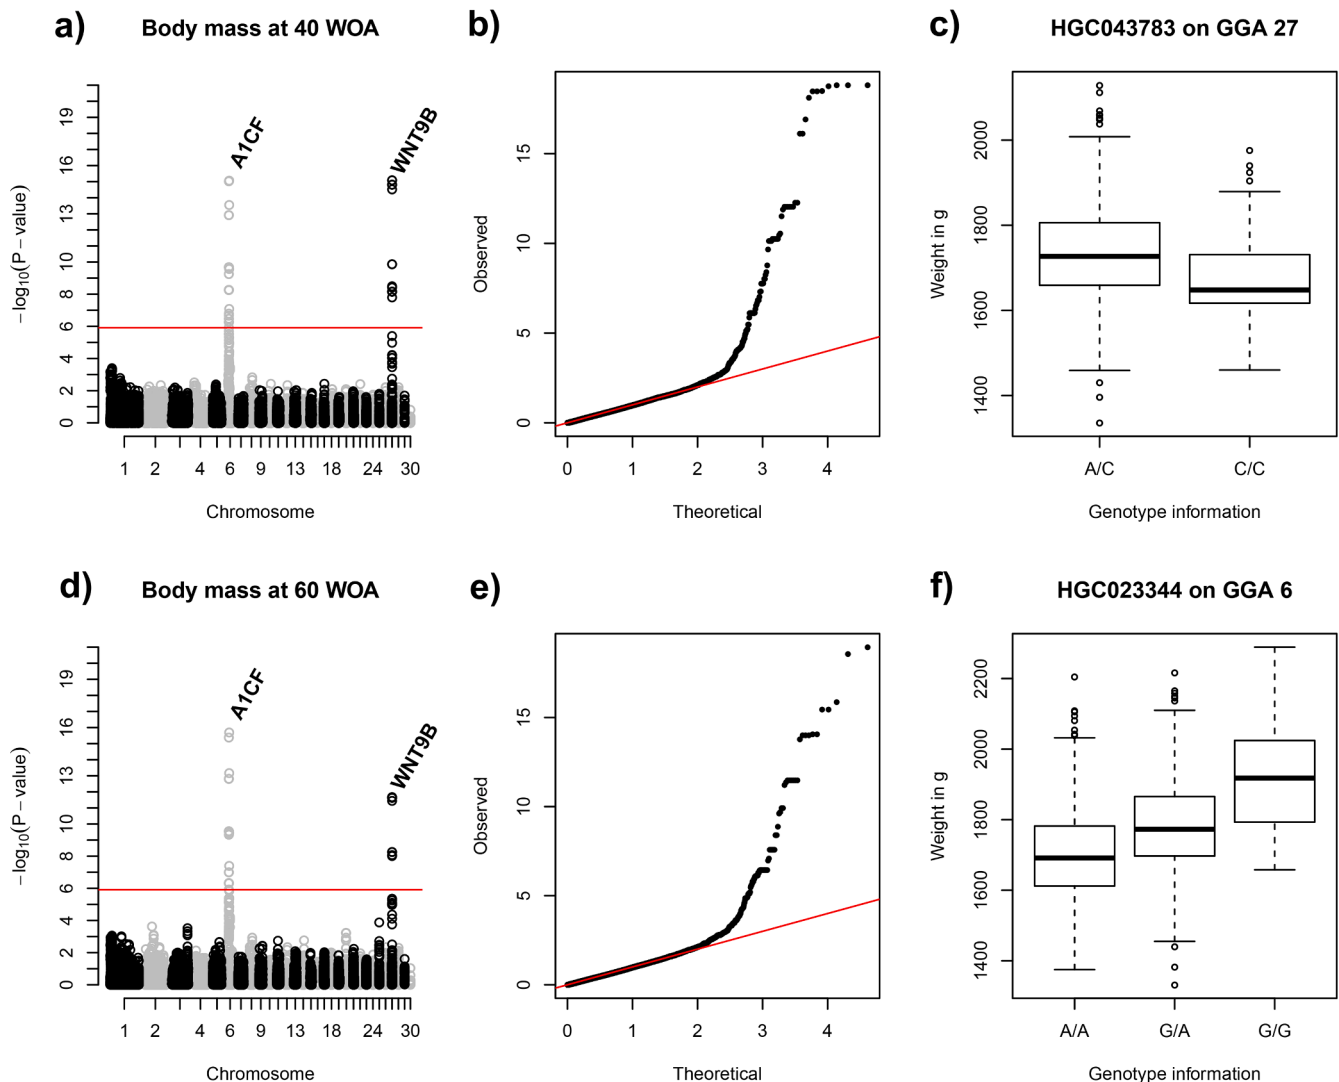 a) Body mass at 40 WOA
−log10(P − value)
0 2 4 6 8 10 13 16 19
A1CF
WNT9B
1 2 4 6 9 13 18 24 30
Chromosome
b)
Observed
0 5 10 15
0 1 2 3 4
Theoretical
c) HGC043783 on GGA 27
Weight in g
1400 1600 1800 2000
A/C C/C
Genotype information
d) Body mass at 60 WOA
−log10(P − value)
0 2 4 6 8 10 13 16 19
A1CF
WNT9B
1 2 4 6 9 13 18 24 30
Chromosome
e)
Observed
0 5 10 15
0 1 2 3 4
Theoretical
f) HGC023344 on GGA 6
Weight in g
1400 1600 1800 2000 2200
A/A G/A G/G
Genotype information